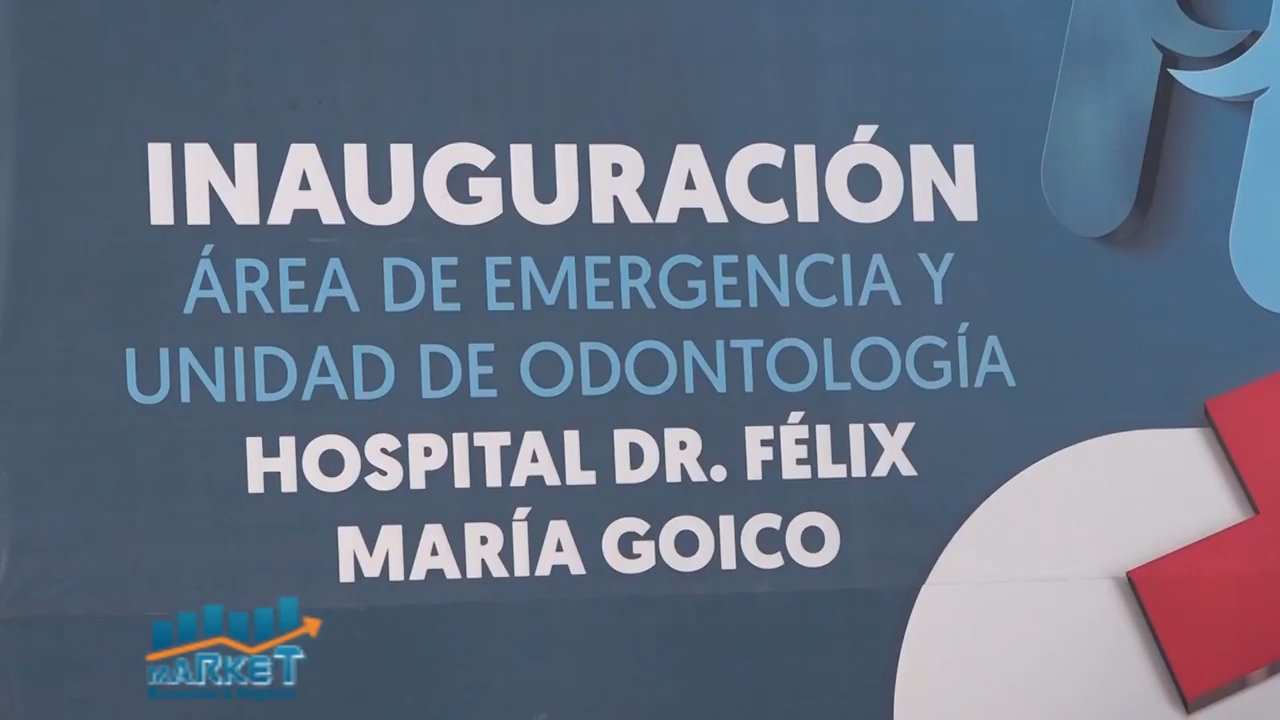 INAUGURACIÓN
ÁREA DE EMERGENCIA Y
UNIDAD DE ODONTOLOGÍA
HOSPITAL DR. FÉLIX
MARÍA GOICO
MARKET